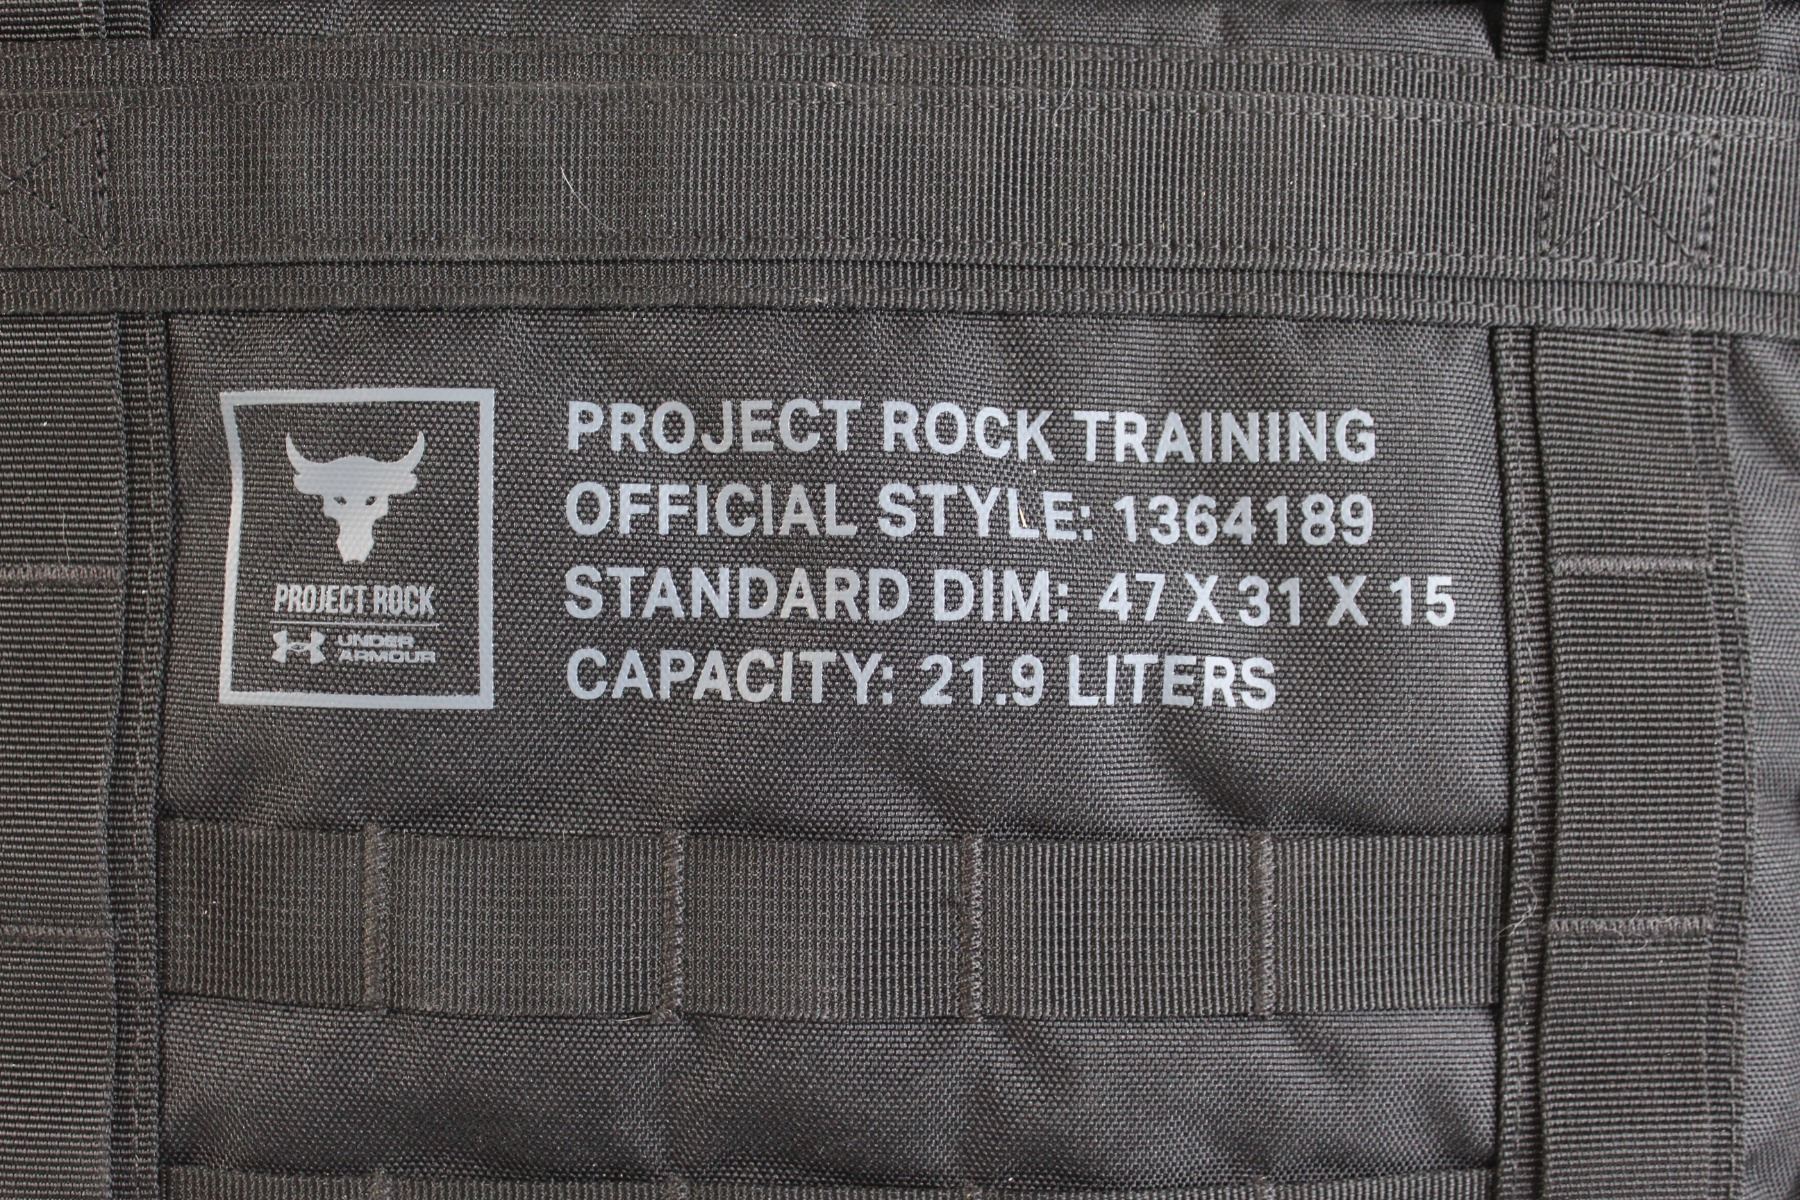 PROJECT ROCK
UNDER
ARMOUR
PROJECT ROCK TRAINING
OFFICIAL STYLE: 1364189
STANDARD DIM: 47 X 31 X 15
CAPACITY: 21.9 LITERS